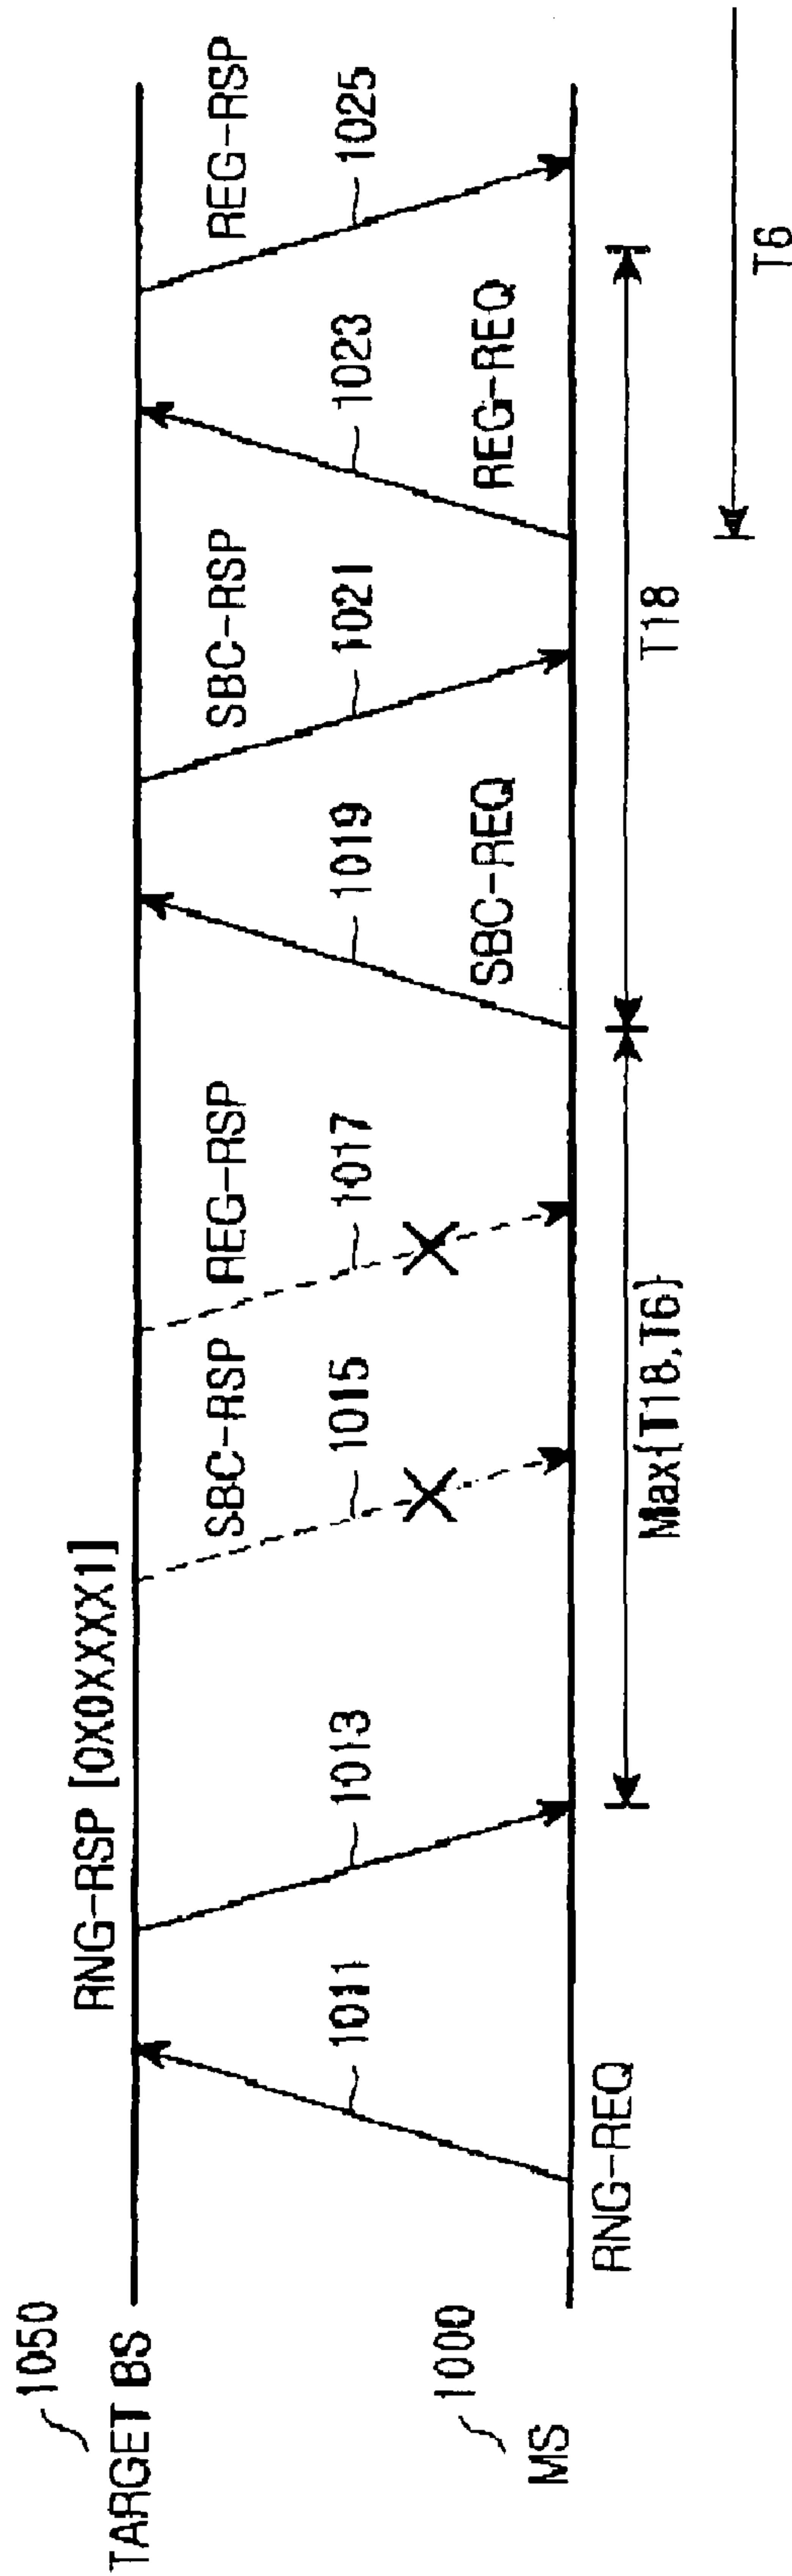 1050
TARGET BS
1000
MS
RNG-REQ
1011
RNG-RSP [0X0XXXX1]
1013
SBC-RSP
1015
REG-RSP
1017
Max{T18,T6}
SBC-REQ
1019
SBC-RSP
1021
REG-REQ
1023
REG-RSP
1025
T18
T6